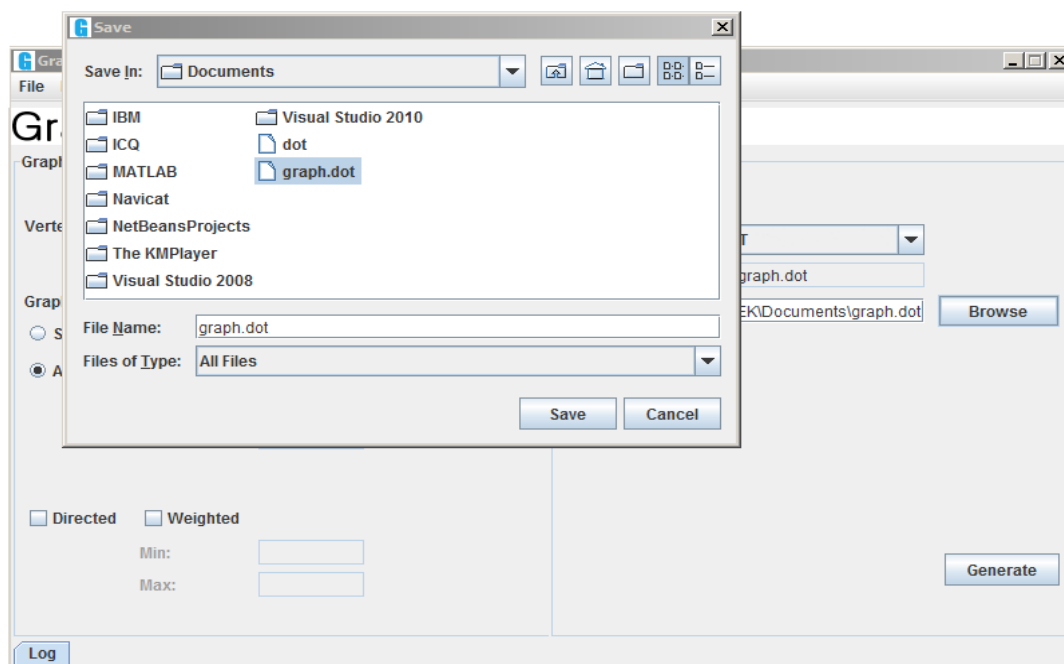 Save
Save In: Documents
IBM
ICQ
MATLAB
Navicat
NetBeansProjects
The KMPlayer
Visual Studio 2008
Visual Studio 2010
dot
graph.dot
File Name: graph.dot
Files of Type: All Files
Save Cancel
Gra
File
Gr
Grapl
Verte
T
graph.dot
Grap
EK\Documents\graph.dot Browse
S
A
Directed Weighted
Min:
Max:
Generate
Log